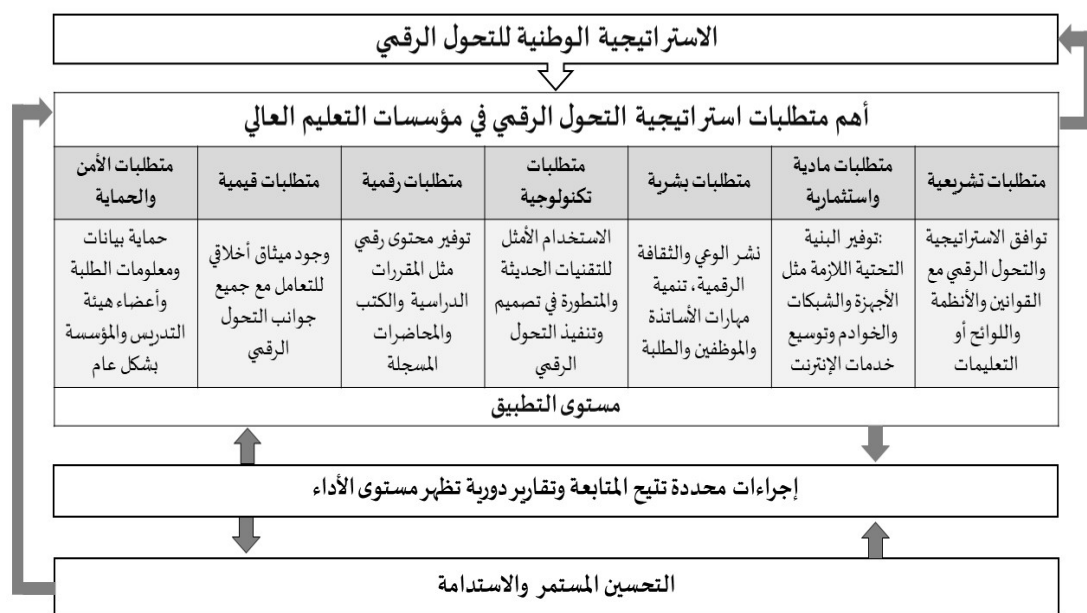 الاستراتيجية الوطنية للتحول الرقمي
أهم متطلبات استراتيجية التحول الرقمي في مؤسسات التعليم العالي
متطلبات تشريعية
متطلبات مادية
واستثمارية
متطلبات بشرية
متطلبات
تكنولوجية
متطلبات رقمية
متطلبات قيمية
متطلبات الأمن
والحماية
توافق الاستراتيجية
والتحول الرقمي مع
القوانين والأنظمة
واللوائح أو
التعليمات
:توفير البنية
التحتية اللازمة مثل
الأجهزة والشبكات
والخوادم وتوسيع
خدمات الإنترنت
نشر الوعي والثقافة
الرقمية، تنمية
مهارات الأساتذة
والموظفين والطلبة
الاستخدام الأمثل
للتقنيات الحديثة
والمتطورة في تصميم
وتنفيذ التحول
الرقمي
توفير محتوى رقمي
مثل المقررات
الدراسية والكتب
والمحاضرات
المسجلة
وجود ميثاق أخلاقي
للتعامل مع جميع
جوانب التحول
الرقمي
حماية بيانات
ومعلومات الطلبة
وأعضاء هيئة
التدريس والمؤسسة
بشكل عام
مستوى التطبيق
إجراءات محددة تتيح المتابعة وتقارير دورية تظهر مستوى الأداء
التحسين المستمر والاستدامة